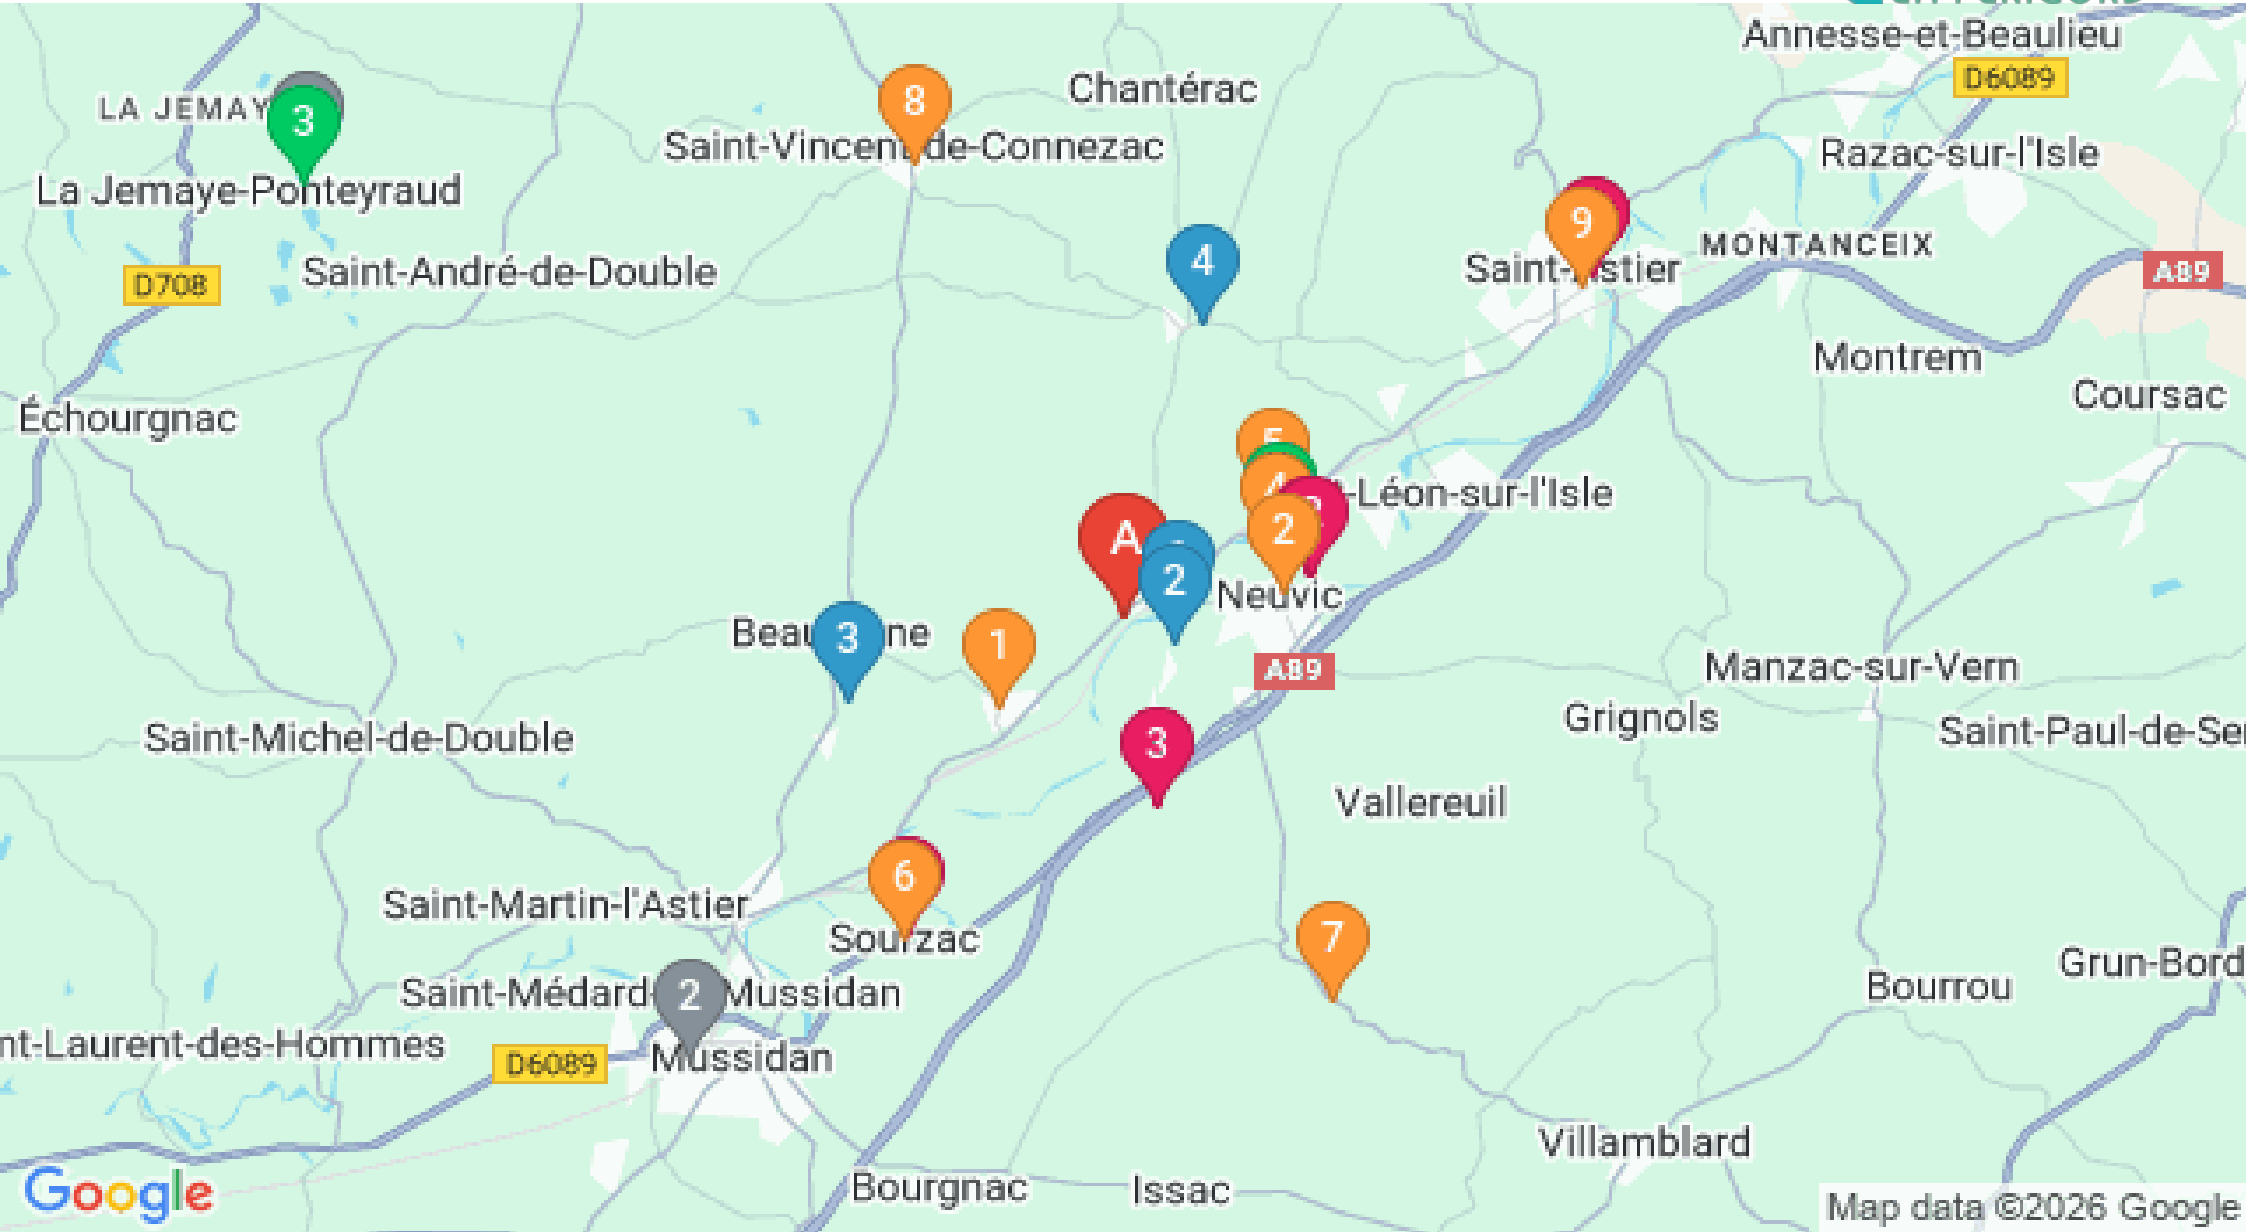 Annesse-et-Beaulieu
D6089
Chantérac
8
LA JEMAY
3
Saint-Vincent-de-Connezac
Razac-sur-l'Isle
La Jemaye-Ponteyraud
9
MONTANCEIX
4
Saint-Astier
A89
Saint-André-de-Double
D708
Montrem
Coursac
Échourgnac
5
4
-Léon-sur-l'Isle
A
2
2
Neuvic
3
1
A89
Manzac-sur-Vern
Grignols
Saint-Paul-de-Se
Saint-Michel-de-Double
3
Vallereuil
6
Saint-Martin-l'Astier
Sourzac
7
Grun-Bord
Saint-Médard
2
Mussidan
Bourrou
nt-Laurent-des-Hommes
D6089
Mussidan
Villamblard
Bourgnac
Issac
Google
Map data ©2026 Google